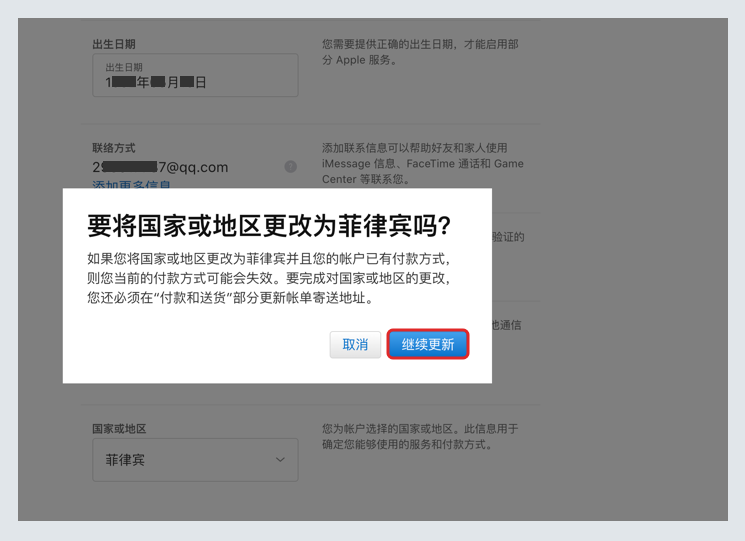 出生日期
您需要提供正确的出生日期，才能启用部
分 Apple 服务。
出生日期
1 年 月 日
联络方式
添加联系信息可以帮助好友和家人使用
iMessage 信息、FaceTime 通话和 Game
Center 等联系您。
29 7@qq.com
?
添加更多信息
验证的
要将国家或地区更改为菲律宾吗？
如果您将国家或地区更改为菲律宾并且您的帐户已有付款方式，
则您当前的付款方式可能会失效。要完成对国家或地区的更改，
您还必须在“付款和送货”部分更新帐单寄送地址。
他通信
取消
继续更新
国家或地区
您为帐户选择的国家或地区。此信息用于
确定您能够使用的服务和付款方式。
菲律宾